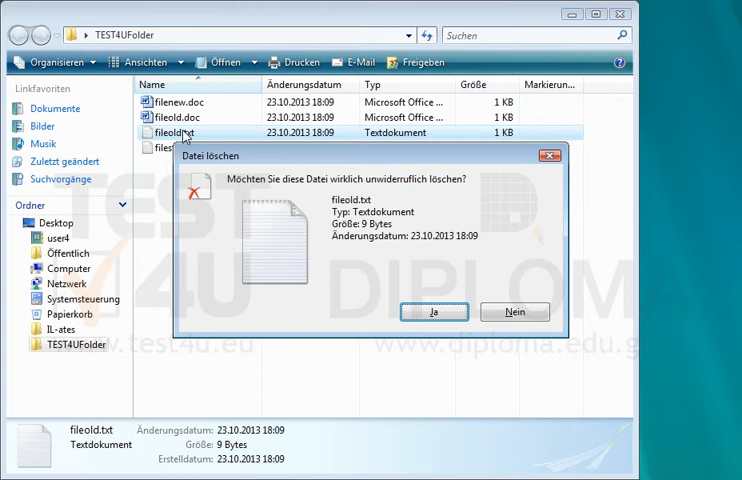 TEST4UFolder
Suchen
Organisieren
Ansichten
Öffnen
Drucken
E-Mail
Freigeben
Linkfavoriten
Dokumente
Bilder
Musik
Zuletzt geändert
Suchvorgänge
Ordner
Desktop
user4
Öffentlich
Computer
Netzwerk
Systemsteuerung
Papierkorb
IL-ates
TEST4UFolder
Name Änderungsdatum Typ Größe Markierun...
filenew.doc 23.10.2013 18:09 Microsoft Office ... 1 KB
fileold.doc 23.10.2013 18:09 Microsoft Office ... 1 KB
fileold.txt 23.10.2013 18:09 Textdokument 1 KB
Datei löschen
Möchten Sie diese Datei wirklich unwiderruflich löschen?
fileold.txt
Typ: Textdokument
Größe: 9 Bytes
Änderungsdatum: 23.10.2013 18:09
Ja
Nein
TEST 4U
DIPLOMA
www.test4u.eu
www.diploma.edu.g
fileold.txt Änderungsdatum: 23.10.2013 18:09
Textdokument Größe: 9 Bytes
Erstelldatum: 23.10.2013 18:09